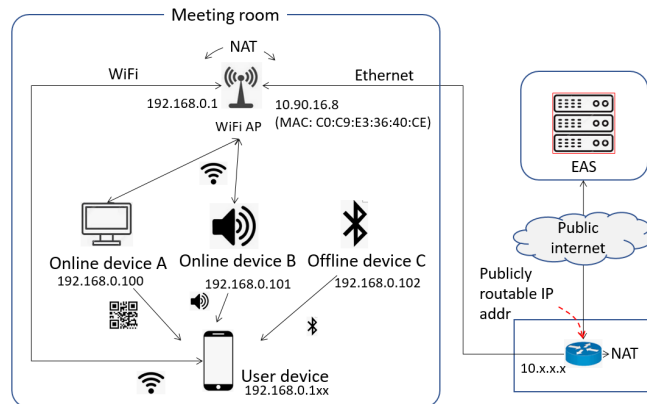 Meeting room
NAT
WiFi
Ethernet
192.168.0.1
10.90.16.8
(MAC: C0:C9:E3:36:40:CE)
WiFi AP
EAS
Public
internet
Online device A
Online device B
Offline device C
192.168.0.100
192.168.0.101
192.168.0.102
Publicly
routable IP
addr
NAT
10.x.x.x
User device
192.168.0.1xx